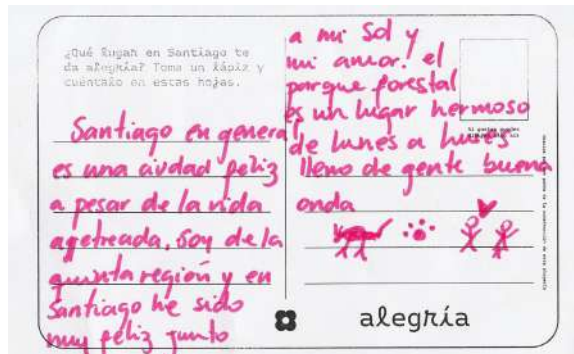 ¿Qué lugar en Santiago te
da alegría? Toma un lápiz y
cuéntalo en estas hojas.
Santiago en general
es una ciudad feliz
a pesar de la vida
agetreada, soy de la
quinta región y en
Santiago he sido
muy feliz junto
a mi Sol y
mi amor! el
parque forestal
es un lugar hermoso
de lunes a lunes
lleno de gente buena
onda
alegría